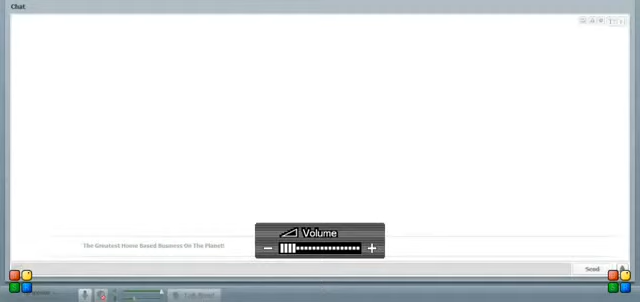 Chat
Volume
The Greatest Home Based Business On The Planet!
Send